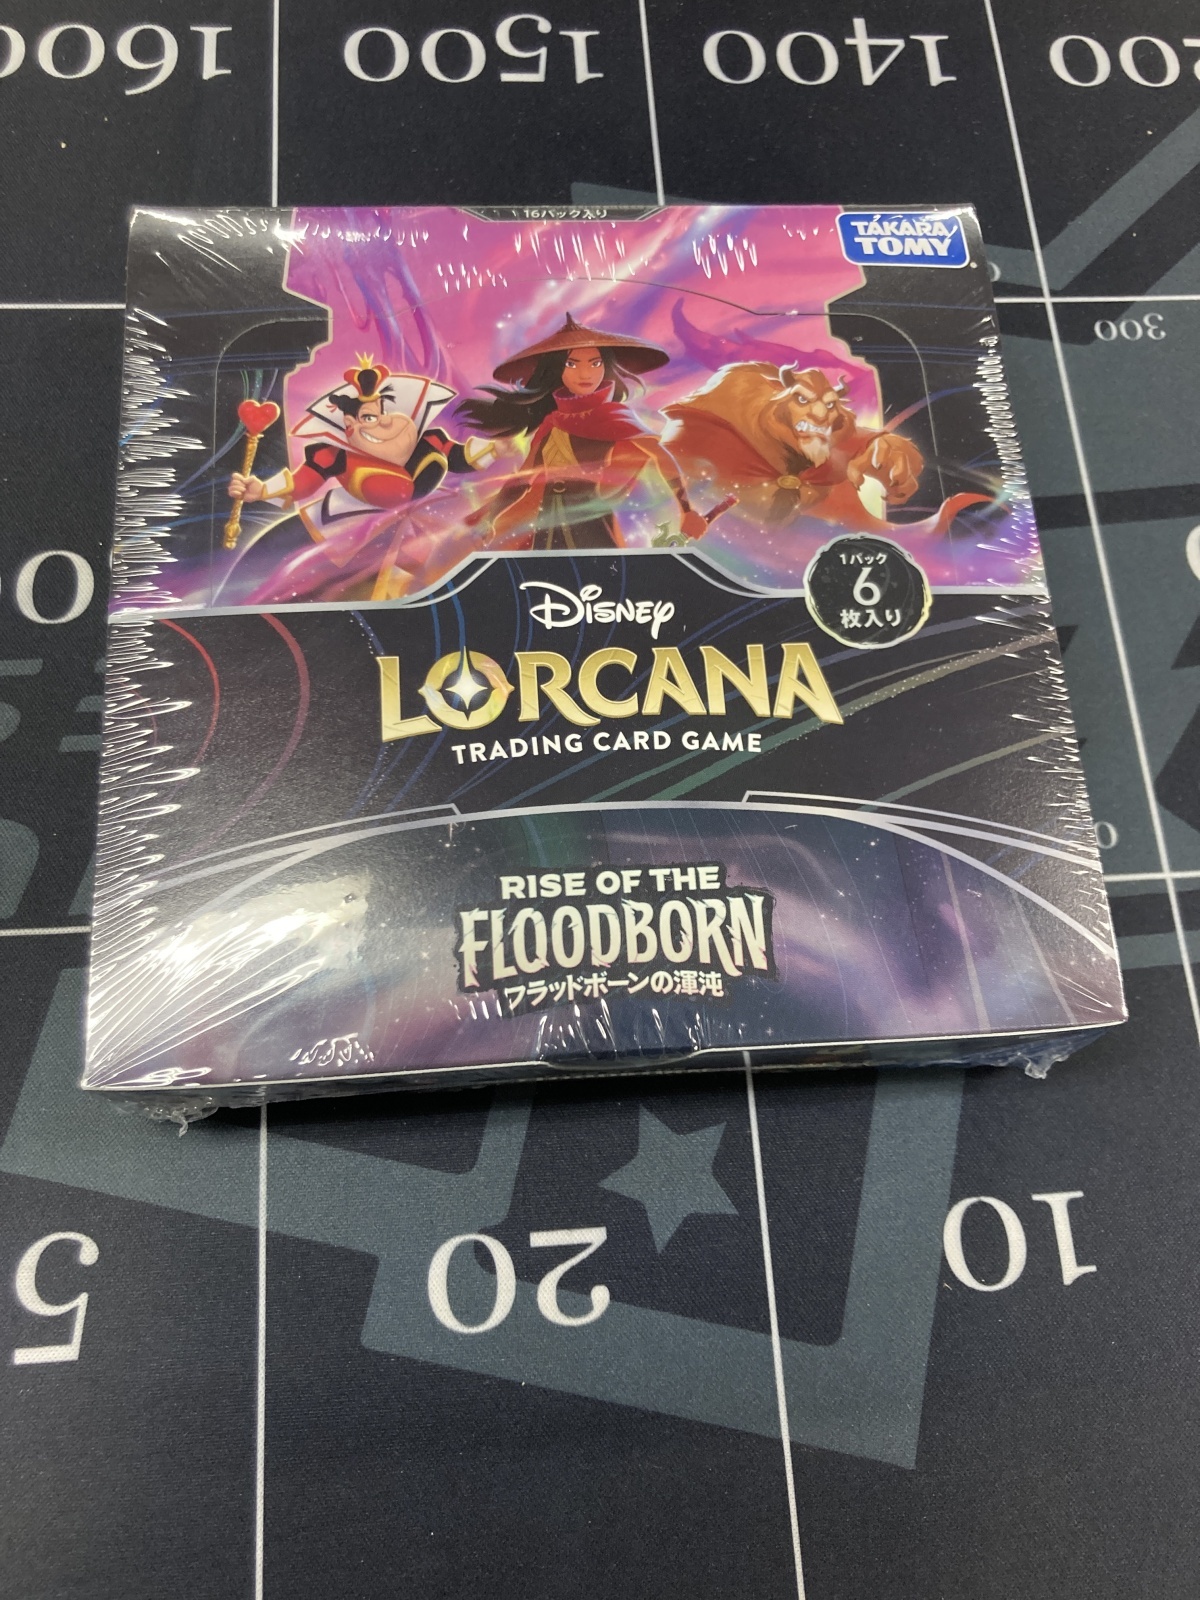 1600
1500
1400
16パック入り
TAKARA
TOMY
300
1パック
6
枚入り
DISNEY
LORCANA
TRADING CARD GAME
RISE OF THE
FLOODBORN
フラッドボーンの渾沌
5
20
10